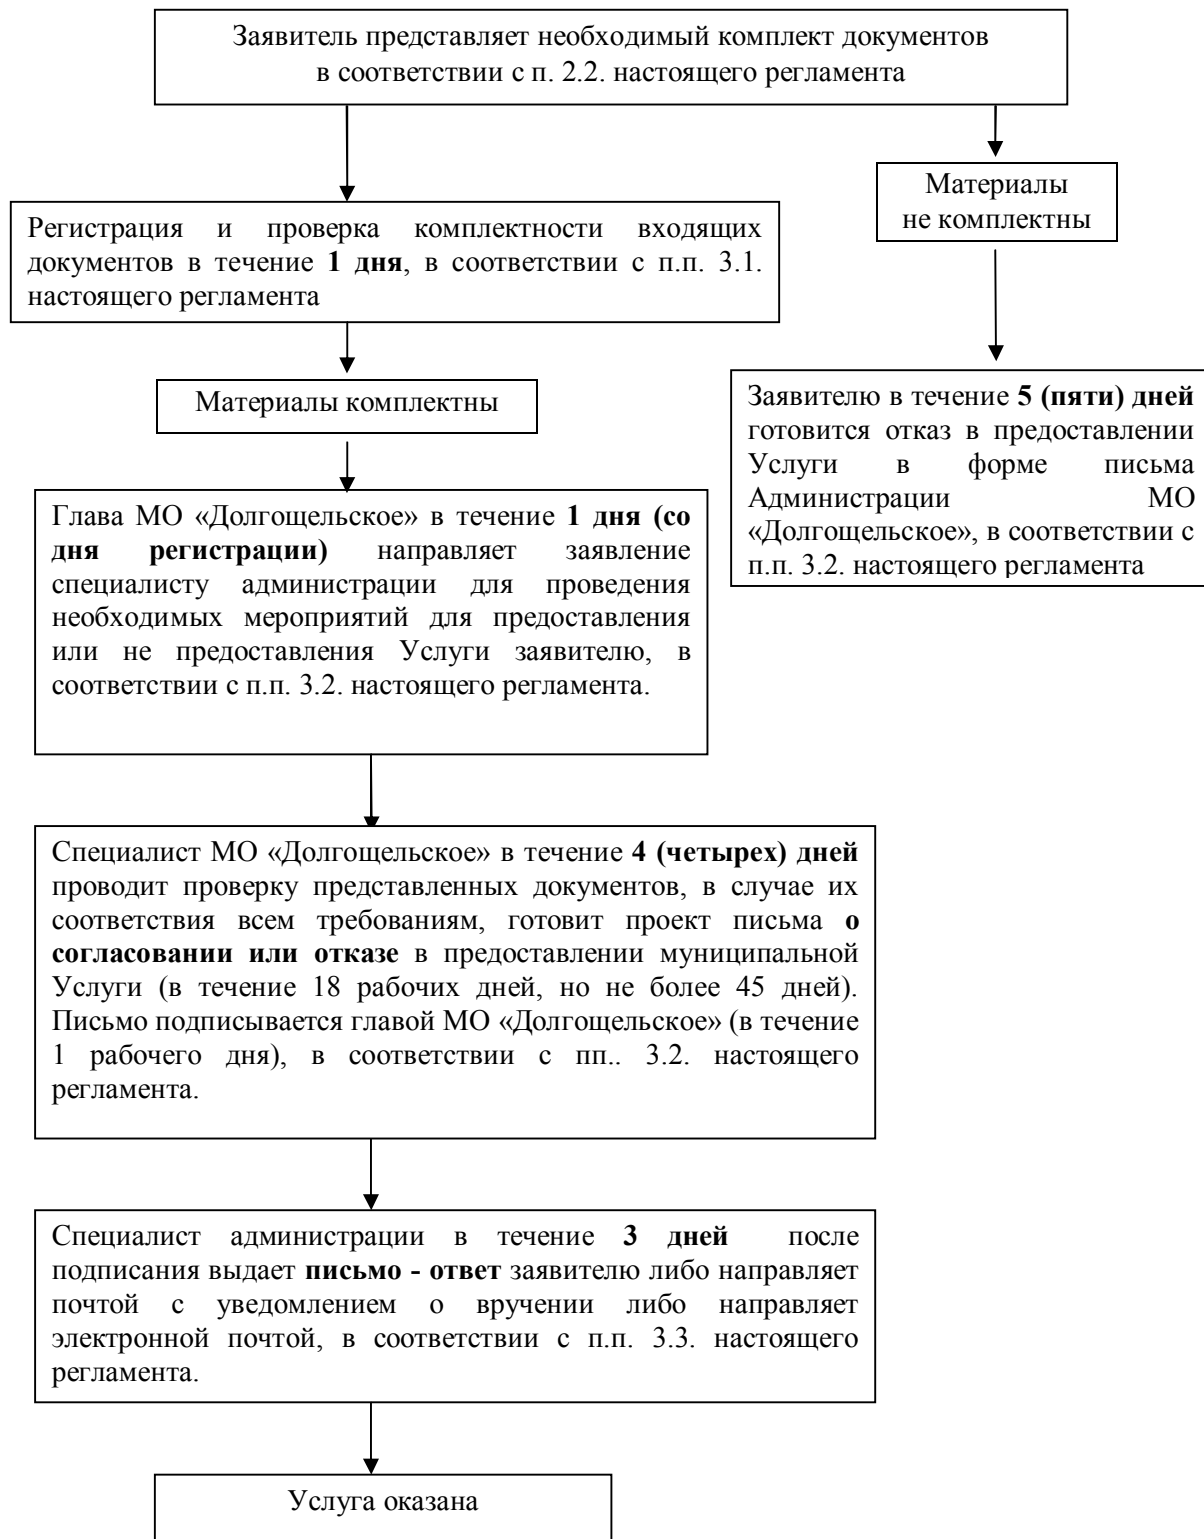 Заявитель представляет необходимый комплект документов
в соответствии с п. 2.2. настоящего регламента
Материалы
не комплектны
Регистрация и проверка комплектности входящих
документов в течение 1 дня, в соответствии с п.п. 3.1.
настоящего регламента
Материалы комплектны
Заявителю в течение 5 (пяти) дней
готовится отказ в предоставлении
Услуги в форме письма
Администрации МО
«Долгощельское», в соответствии с
п.п. 3.2. настоящего регламента
Глава МО «Долгощельское» в течение 1 дня (со
дня регистрации) направляет заявление
специалисту администрации для проведения
необходимых мероприятий для предоставления
или не предоставления Услуги заявителю, в
соответствии с п.п. 3.2. настоящего регламента.
Специалист МО «Долгощельское» в течение 4 (четырех) дней
проводит проверку представленных документов, в случае их
соответствия всем требованиям, готовит проект письма о
согласовании или отказе в предоставлении муниципальной
Услуги (в течение 18 рабочих дней, но не более 45 дней).
Письмо подписывается главой МО «Долгощельское» (в течение
1 рабочего дня), в соответствии с пп.. 3.2. настоящего
регламента.
Специалист администрации в течение 3 дней после
подписания выдает письмо - ответ заявителю либо направляет
почтой с уведомлением о вручении либо направляет
электронной почтой, в соответствии с п.п. 3.3. настоящего
регламента.
Услуга оказана